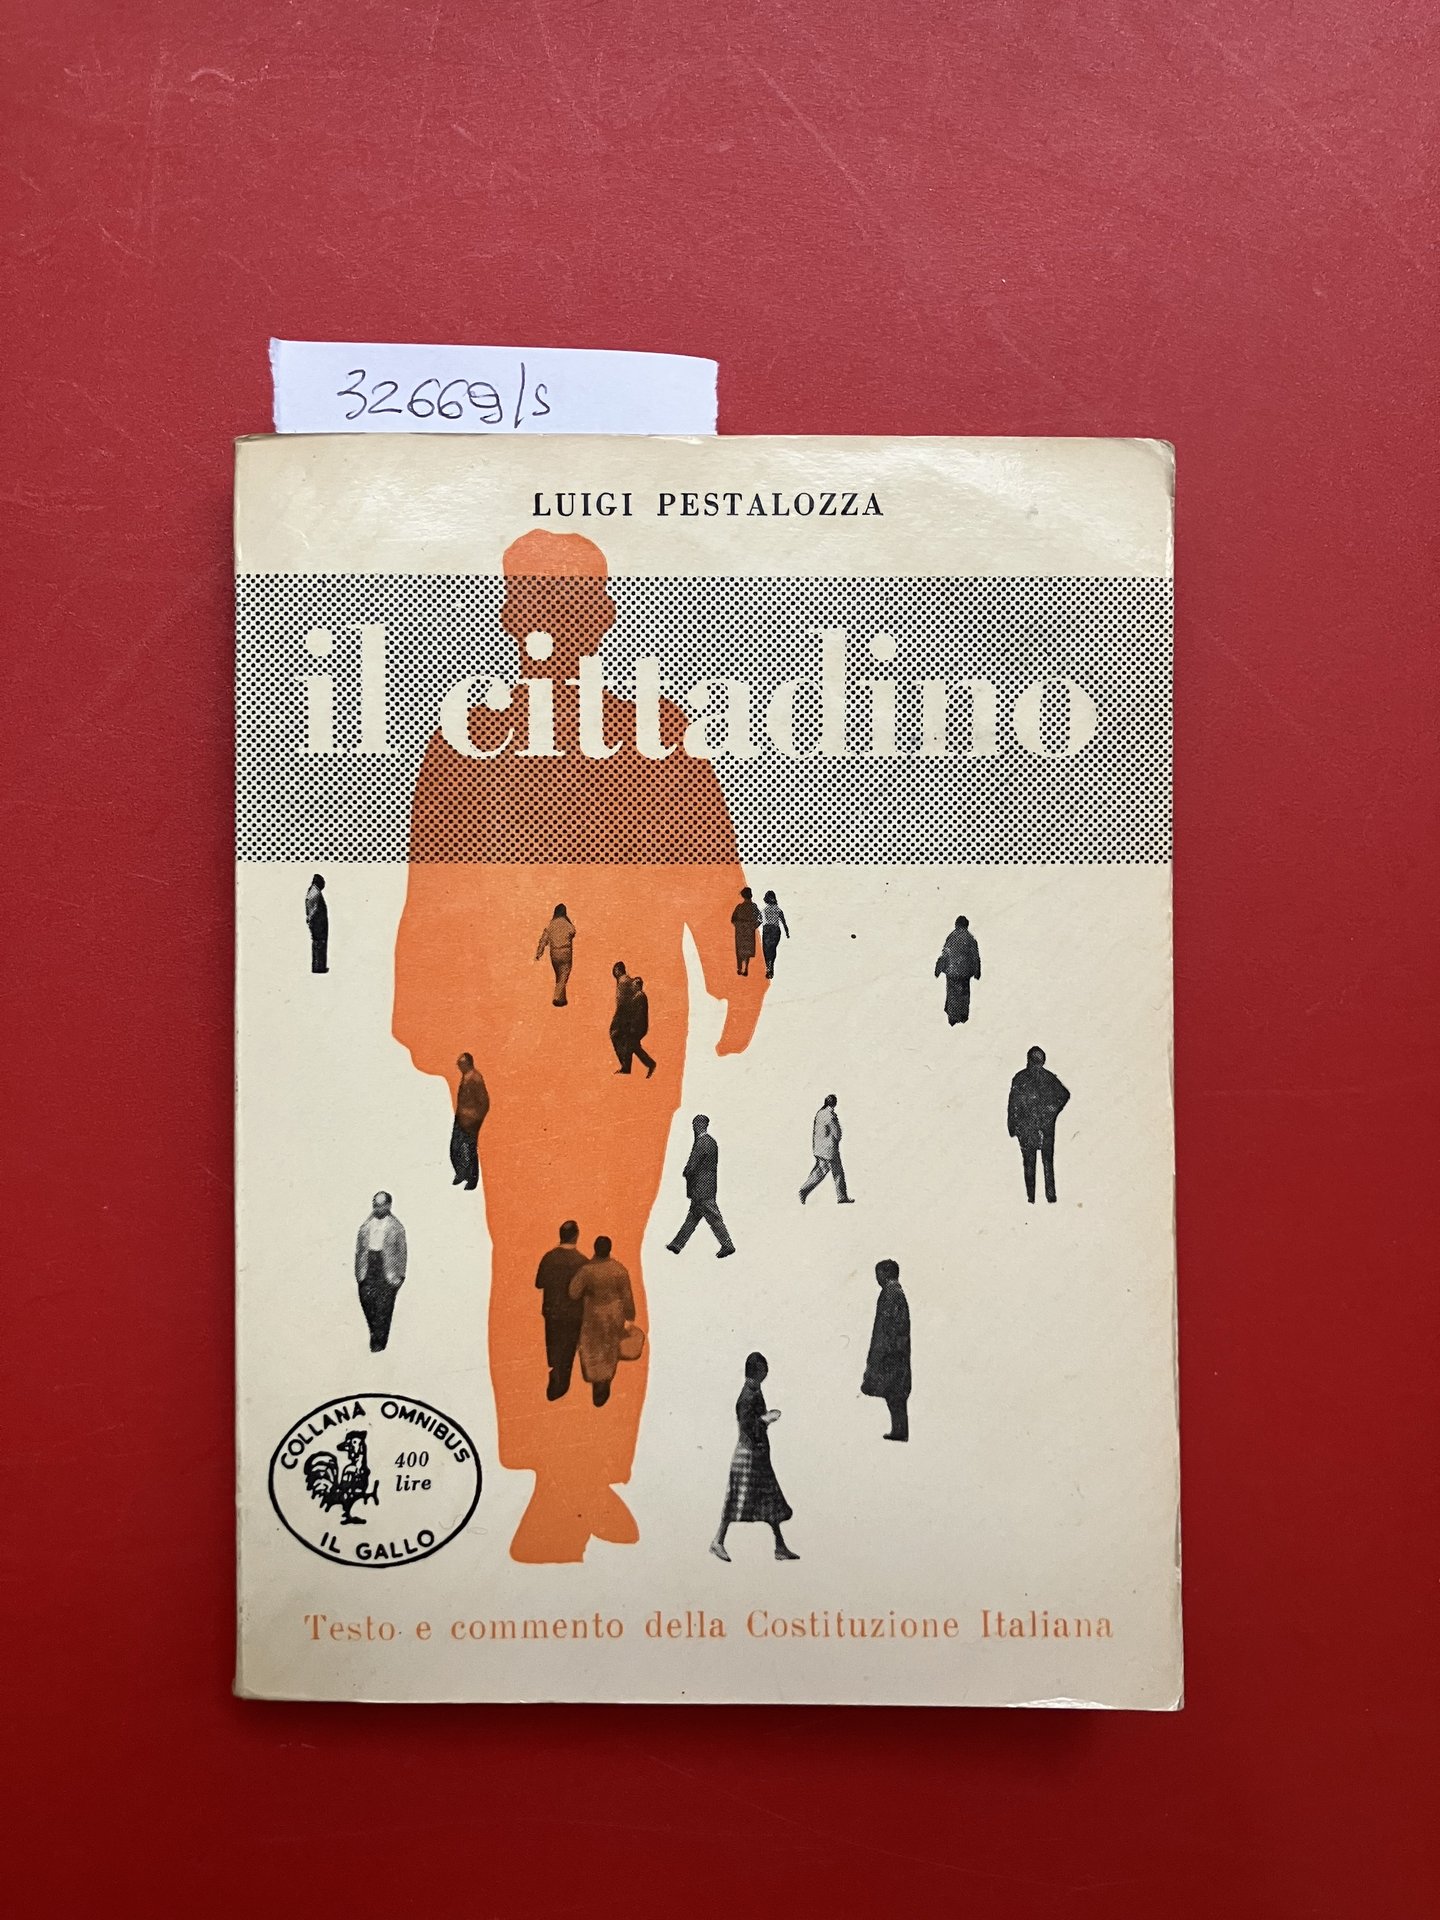 32669/s
LUIGI PESTALOZZA
il cittadino
COLLANA OMNIBUS
400
lire
IL GALLO
Testo e commento della Costituzione Italiana